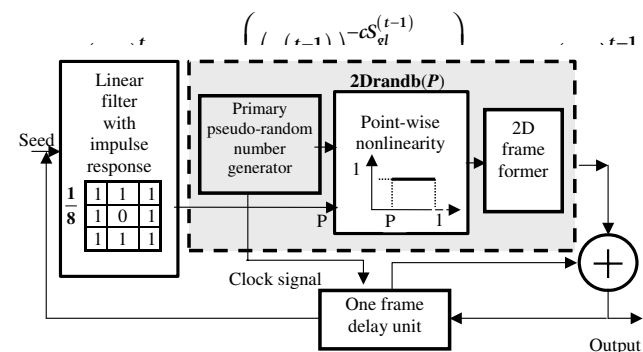 Linear
filter
with
impulse
response
1/8
1 1 1
1 0 1
1 1 1
Seed
2Drandb(P)
Primary
pseudo-random
number
generator
Point-wise
nonlinearity
1
P 1
2D
frame
former
P
Clock signal
One frame
delay unit
+
Output